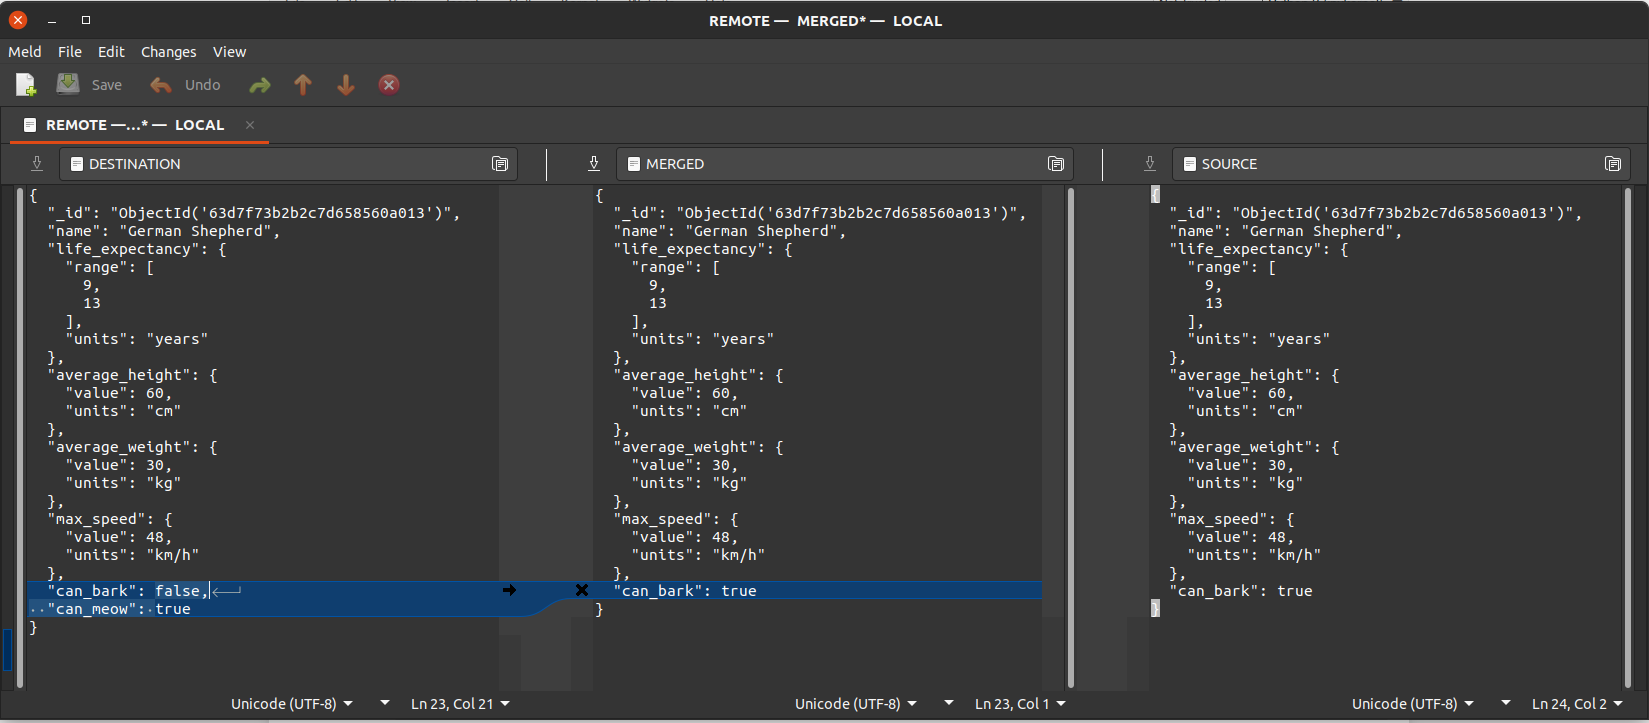 REMOTE — MERGED* — LOCAL
Meld File Edit Changes View
Save Undo
REMOTE —...* — LOCAL
DESTINATION
{
  "_id": "ObjectId('63d7f73b2b2c7d658560a013')",
  "name": "German Shepherd",
  "life_expectancy": {
    "range": [
      9,
      13
    ],
    "units": "years"
  },
  "average_height": {
    "value": 60,
    "units": "cm"
  },
  "average_weight": {
    "value": 30,
    "units": "kg"
  },
  "max_speed": {
    "value": 48,
    "units": "km/h"
  },
  "can_bark": false,
  "can_meow": true
}
Unicode (UTF-8) Ln 23, Col 21
MERGED
{
  "_id": "ObjectId('63d7f73b2b2c7d658560a013')",
  "name": "German Shepherd",
  "life_expectancy": {
    "range": [
      9,
      13
    ],
    "units": "years"
  },
  "average_height": {
    "value": 60,
    "units": "cm"
  },
  "average_weight": {
    "value": 30,
    "units": "kg"
  },
  "max_speed": {
    "value": 48,
    "units": "km/h"
  },
  "can_bark": true
}
Unicode (UTF-8) Ln 23, Col 1
SOURCE
{
  "_id": "ObjectId('63d7f73b2b2c7d658560a013')",
  "name": "German Shepherd",
  "life_expectancy": {
    "range": [
      9,
      13
    ],
    "units": "years"
  },
  "average_height": {
    "value": 60,
    "units": "cm"
  },
  "average_weight": {
    "value": 30,
    "units": "kg"
  },
  "max_speed": {
    "value": 48,
    "units": "km/h"
  },
  "can_bark": true
}
Unicode (UTF-8) Ln 24, Col 2